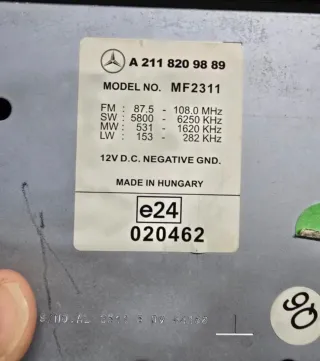 A 211 820 98 89
MODEL NO. MF2311
FM : 87.5 - 108.0 MHz
SW : 5800 - 6250 KHz
MW : 531 - 1620 KHz
LW : 153 - 282 KHz
12V D.C. NEGATIVE GND.
MADE IN HUNGARY
e24
020462
90